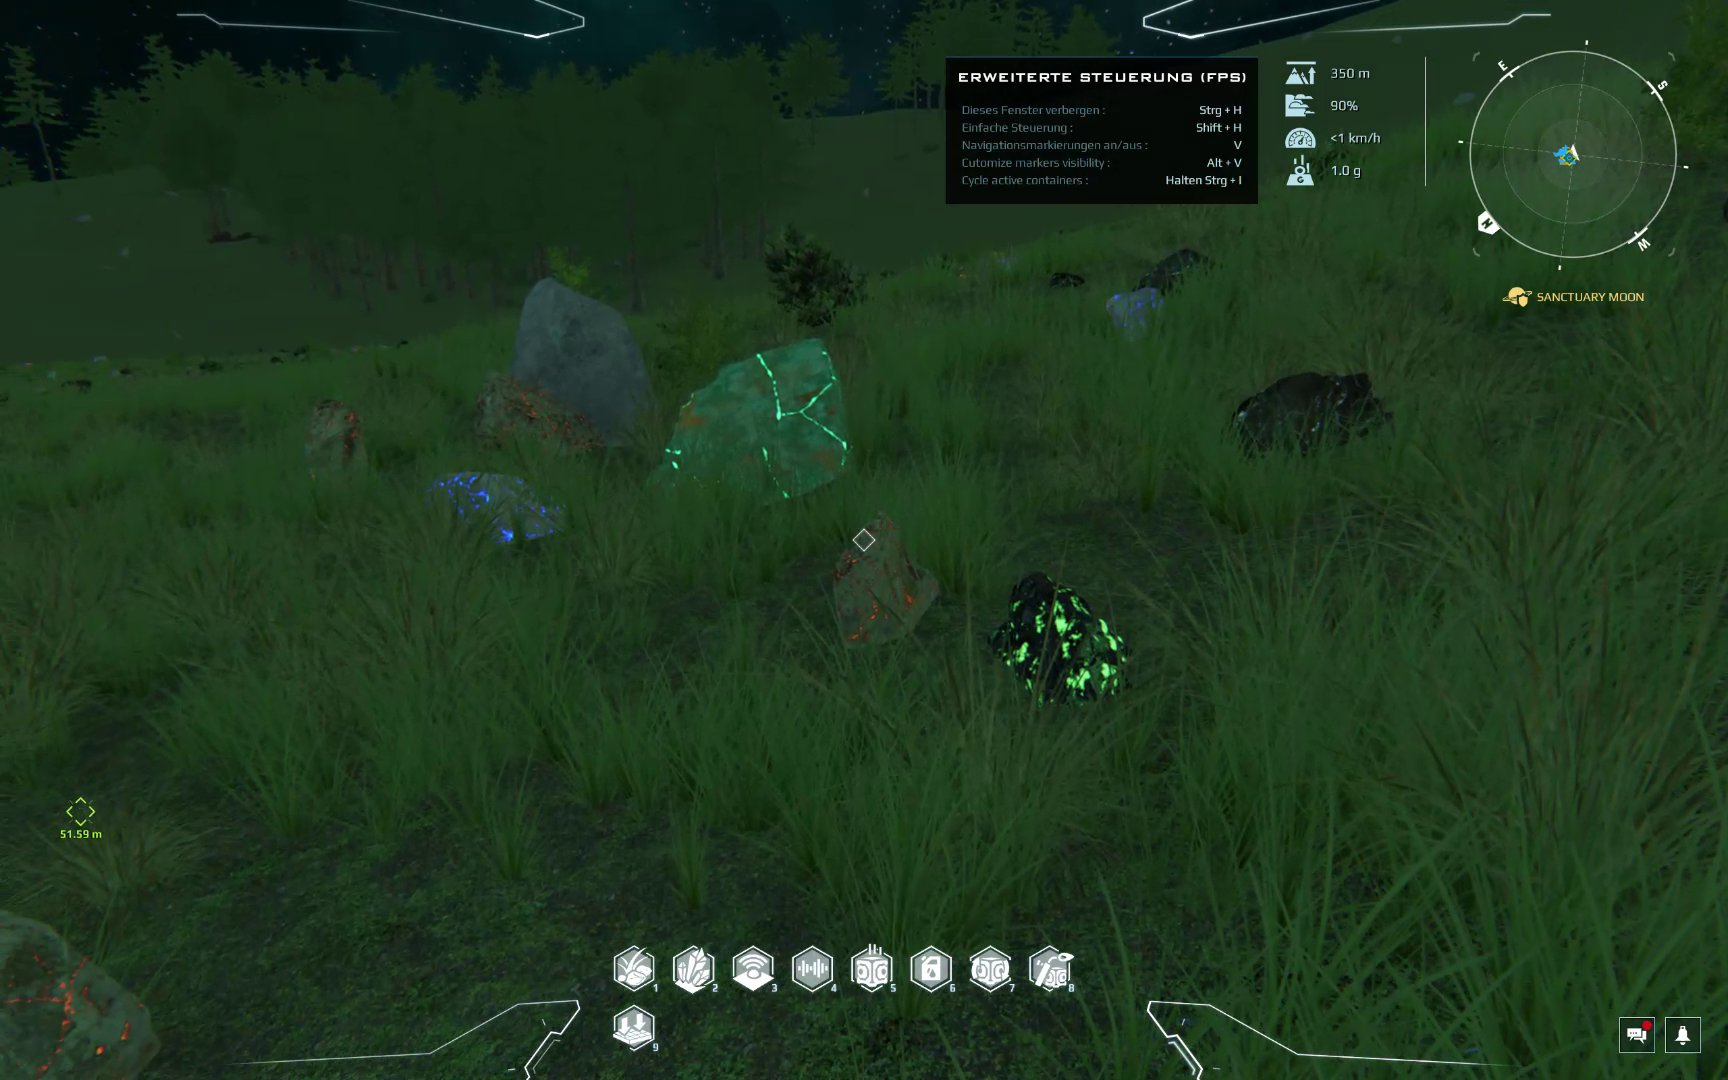 ERWEITERTE STEUERUNG (FPS)
Dieses Fenster verbergen : Strg + H
Einfache Steuerung : Shift + H
Navigationsmarkierungen an/aus : V
Cutomize markers visibility : Alt + V
Cycle active containers : Halten Strg + I
350 m
90%
<1 km/h
G 1.0 g
E
S
N
W
SANCTUARY MOON
51.59 m
1 2 3 4 5 6 7 8
9